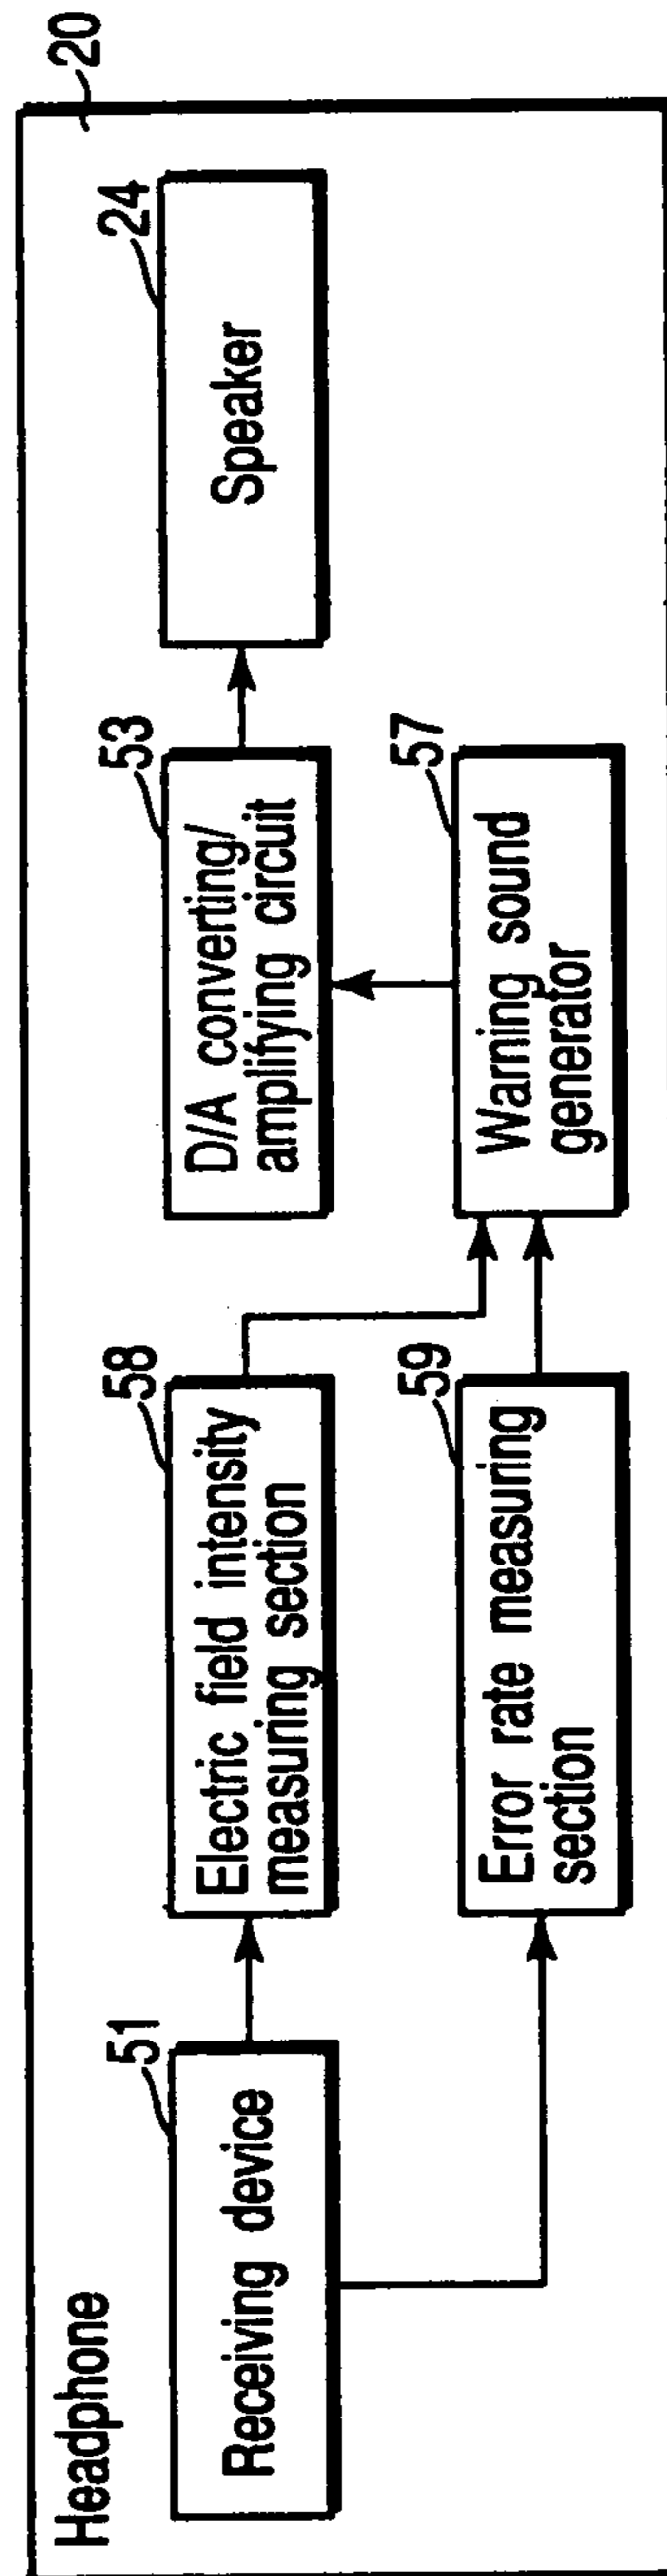 Headphone
20
51
Receiving device
58
Electric field intensity
measuring section
53
D/A converting/
amplifying circuit
24
Speaker
59
Error rate measuring
section
57
Warning sound
generator